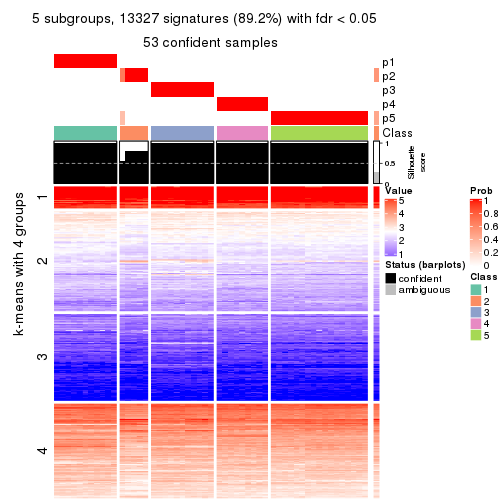 5 subgroups, 13327 signatures (89.2%) with fdr < 0.05
53 confident samples
p1
p2
p3
p4
p5
Class
1
0.5
0
Silhouette
score
k-means with 4 groups
1
2
3
4
Value
5
4
3
2
1
Status (barplots)
confident
ambiguous
Prob
1
0.8
0.6
0.4
0.2
0
Class
1
2
3
4
5